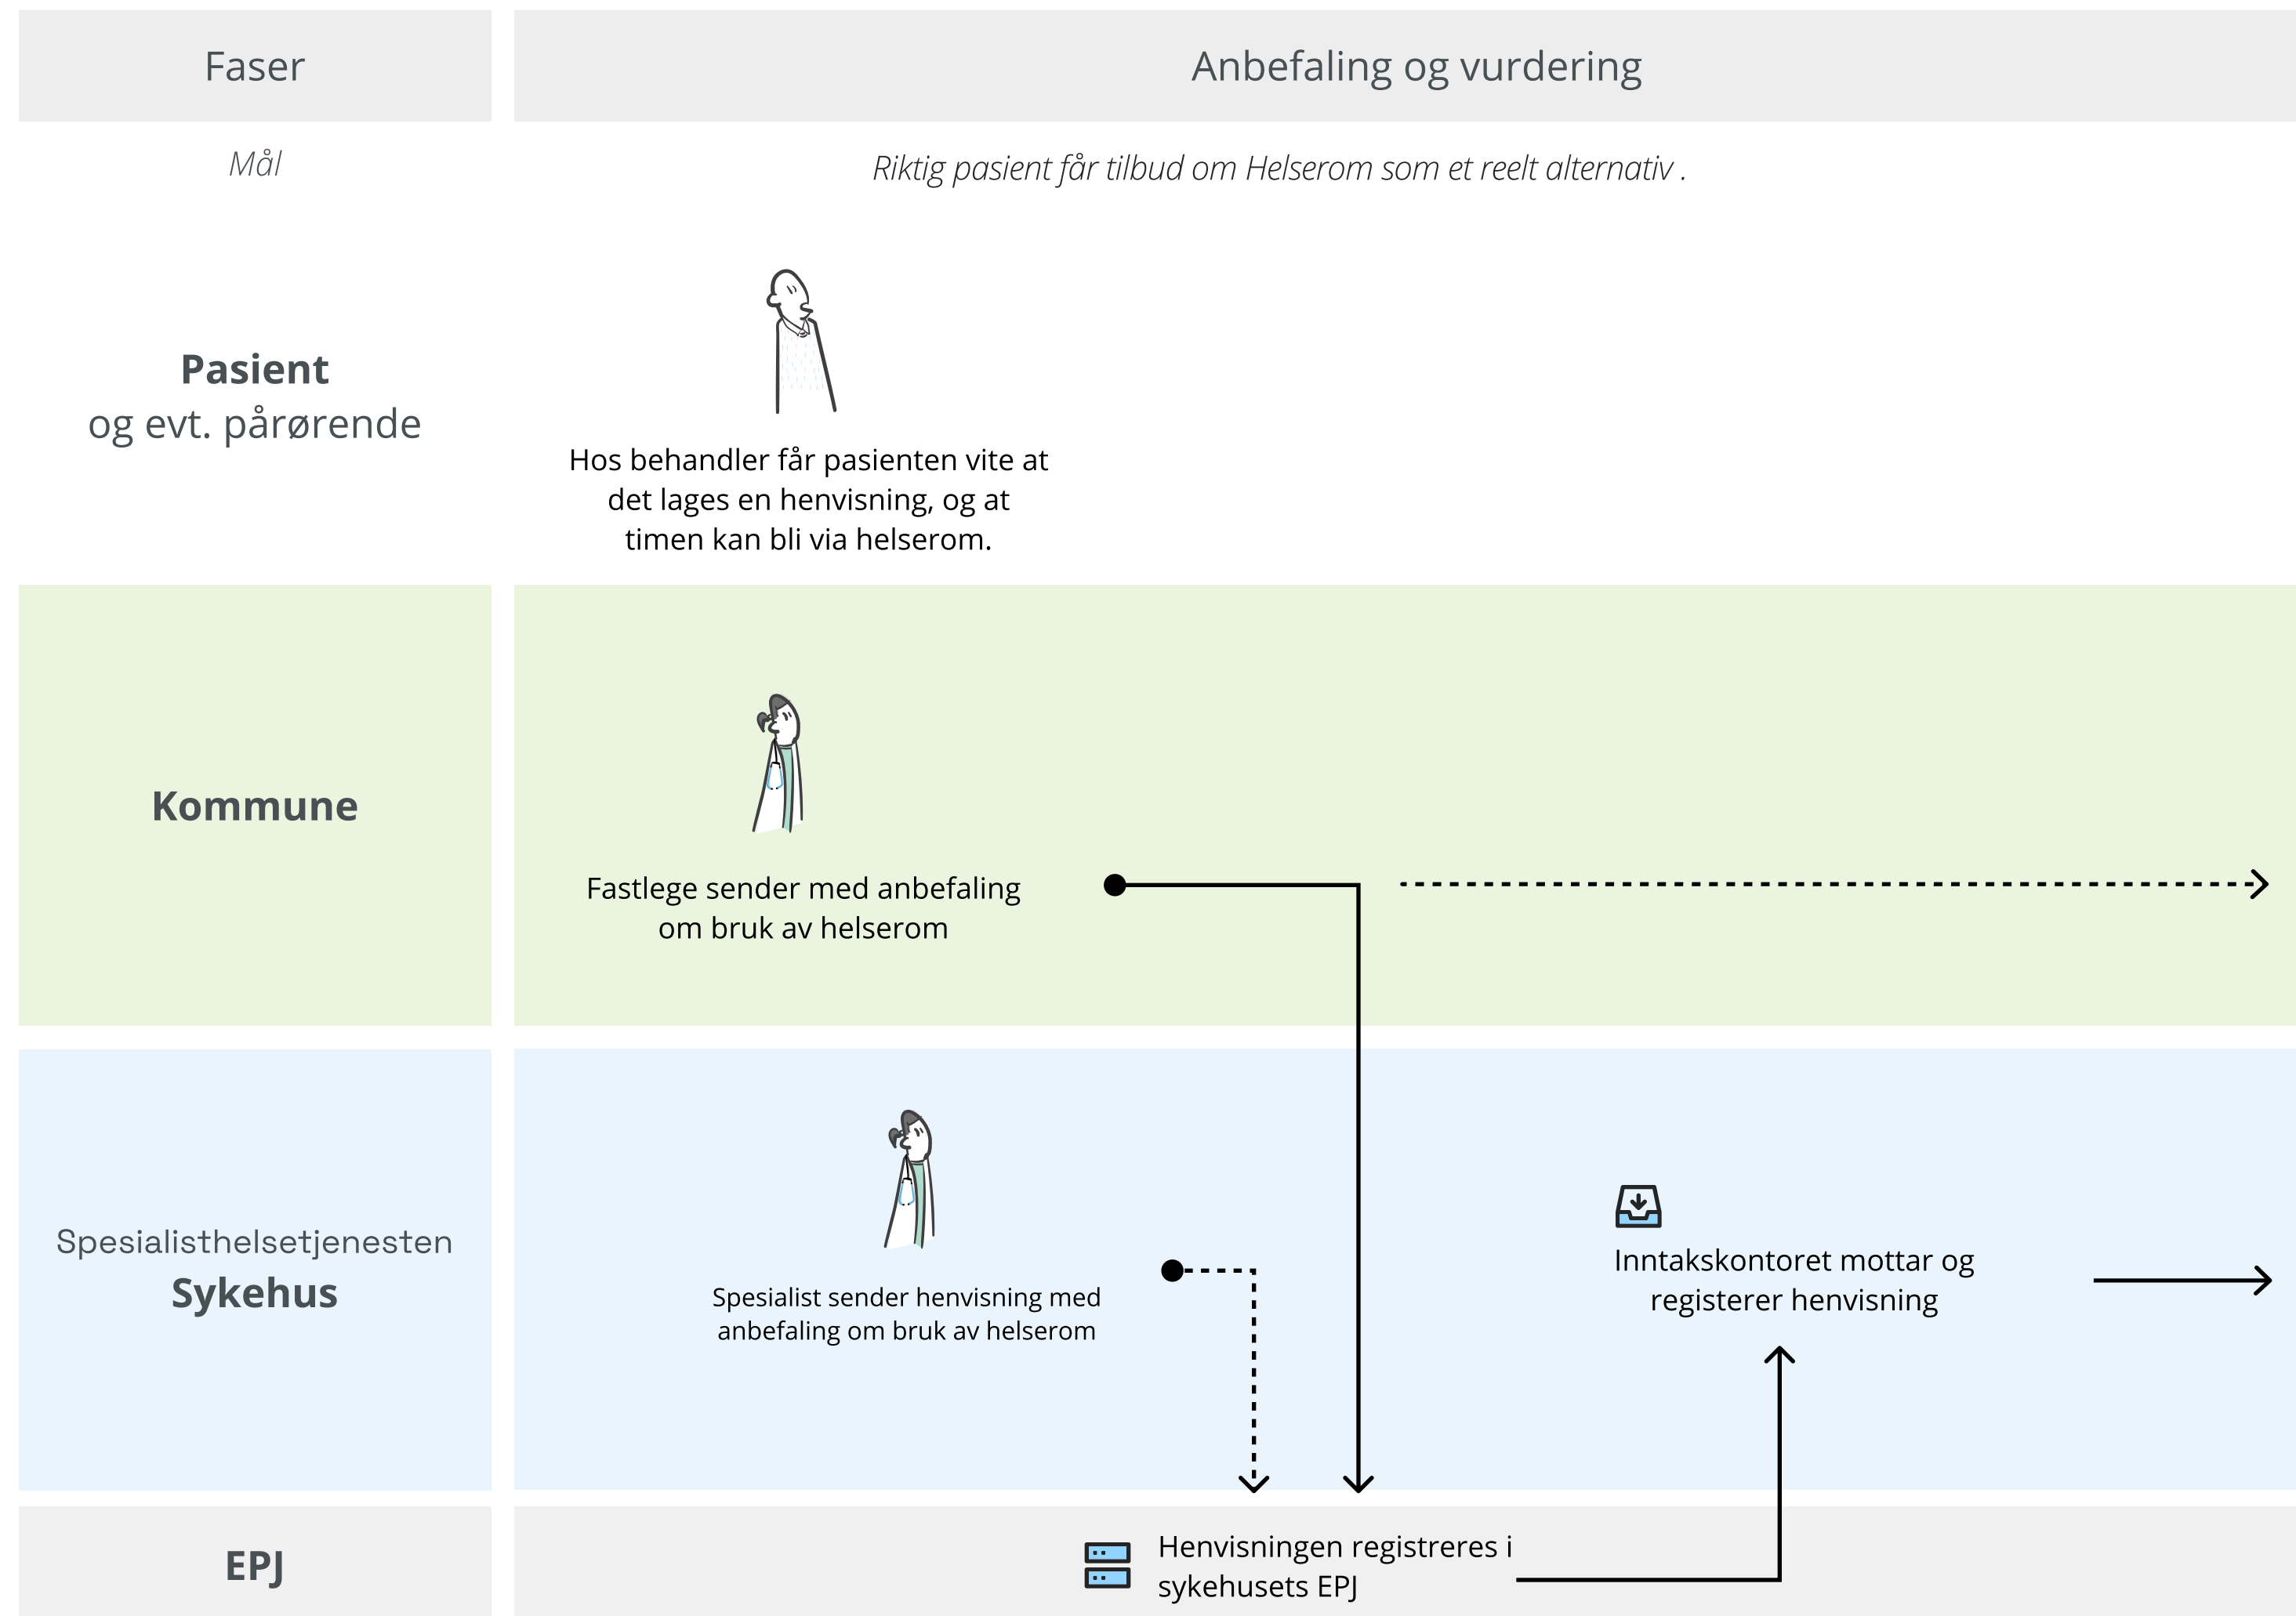 Faser
Anbefaling og vurdering
Mål
Riktig pasient får tilbud om Helserom som et reelt alternativ .
Pasient
og evt. pårørende
Hos behandler får pasienten vite at
det lages en henvisning, og at
timen kan bli via helserom.
Kommune
Fastlege sender med anbefaling
om bruk av helserom
Spesialisthelsetjenesten
Sykehus
Spesialist sender henvisning med
anbefaling om bruk av helserom
Inntakskontoret mottar og
registerer henvisning
EPJ
Henvisningen registreres i
sykehusets EPJ